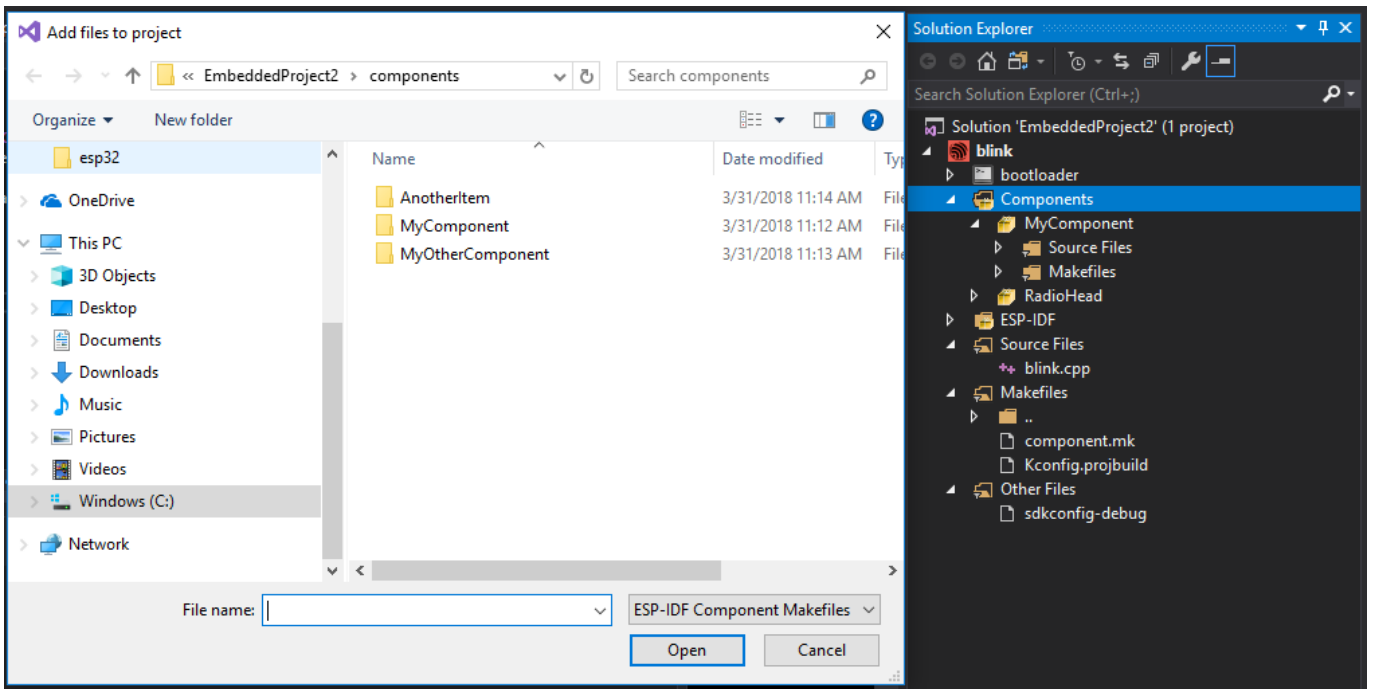 Add files to project
« EmbeddedProject2 > components
Search components
Organize
New folder
esp32
OneDrive
This PC
3D Objects
Desktop
Documents
Downloads
Music
Pictures
Videos
Windows (C:)
Network
Name Date modified Typ
AnotherItem 3/31/2018 11:14 AM File
MyComponent 3/31/2018 11:12 AM File
MyOtherComponent 3/31/2018 11:13 AM File
File name:
ESP-IDF Component Makefiles
Open
Cancel
Solution Explorer
Search Solution Explorer (Ctrl+;)
Solution 'EmbeddedProject2' (1 project)
blink
bootloader
Components
MyComponent
Source Files
Makefiles
RadioHead
ESP-IDF
Source Files
blink.cpp
Makefiles
..
component.mk
Kconfig.projbuild
Other Files
sdkconfig-debug